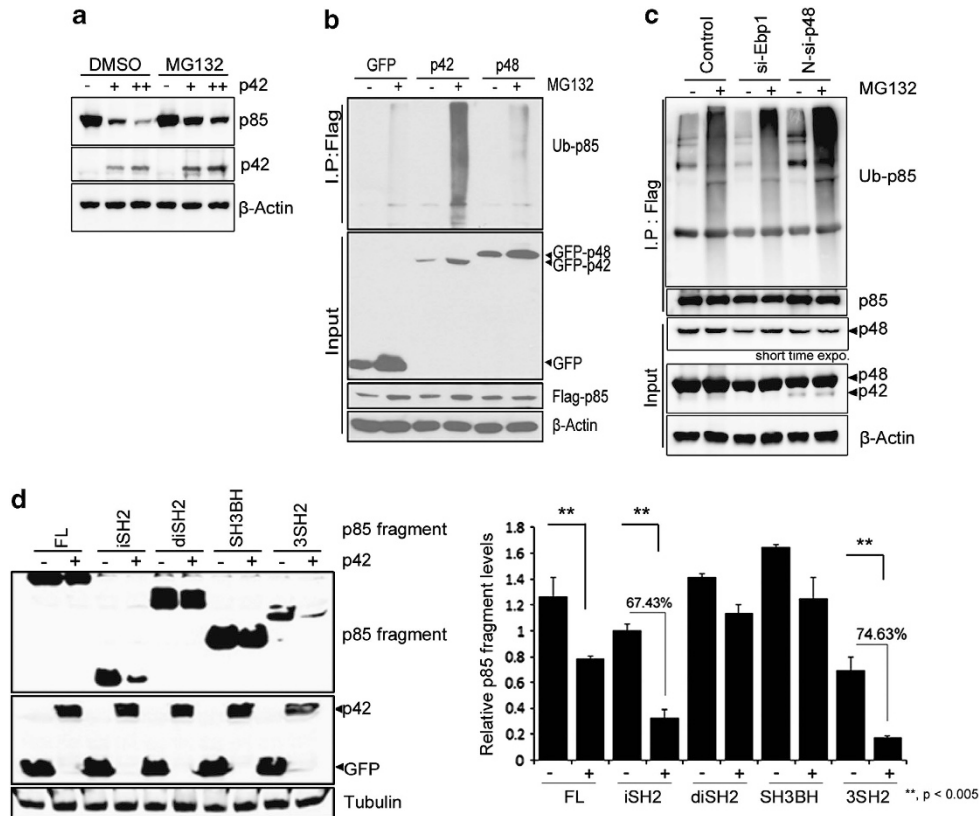 a
DMSO MG132
- + ++ - + ++ p42
p85
p42
β-Actin
b
GFP p42 p48
- + - + - + MG132
I.P:Flag
Ub-p85
Input
GFP-p48
GFP-p42
GFP
Flag-p85
β-Actin
c
Control si-Ebp1 N-si-p48
- + - + - + MG132
I.P : Flag
Ub-p85
p85
Input
p48
short time expo.
p48
p42
β-Actin
d
FL iSH2 diSH2 SH3BH 3SH2 p85 fragment
- + - + - + - + - + p42
p85 fragment
p42
GFP
Tubulin
Relative p85 fragment levels
1.8
1.6
1.4
1.2
1
0.8
0.6
0.4
0.2
0
** ** **
67.43%
74.63%
- + - + - + - + - +
FL iSH2 diSH2 SH3BH 3SH2
**, p < 0.005